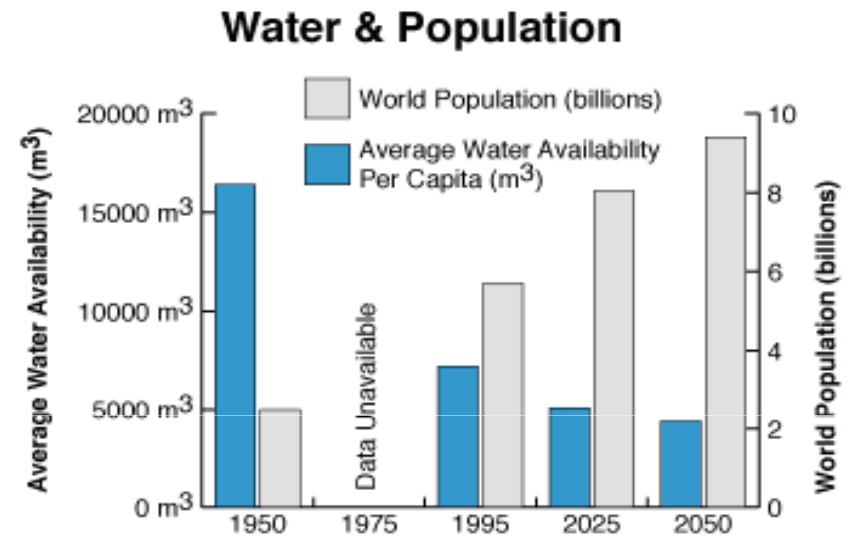 Water & Population
World Population (billions)
Average Water Availability
Per Capita (m³)
Average Water Availability (m³)
20000 m³
15000 m³
10000 m³
5000 m³
0 m³
Data Unavailable
10
8
6
4
2
0
World Population (billions)
1950 1975 1995 2025 2050